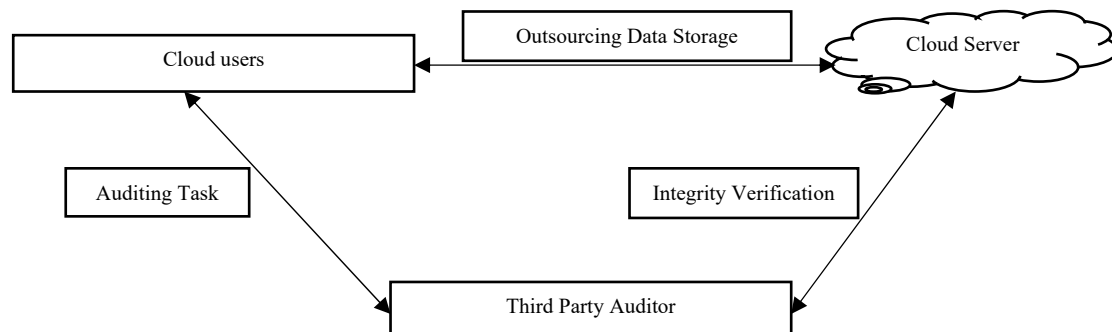 Outsourcing Data Storage
Cloud Server
Cloud users
Auditing Task
Integrity Verification
Third Party Auditor